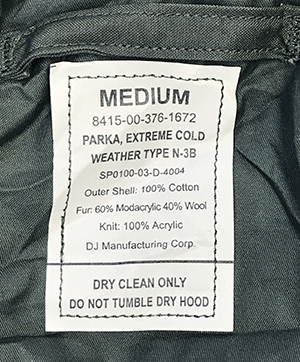 MEDIUM
8415-00-376-1672
PARKA, EXTREME COLD
WEATHER TYPE N-3B
SP0100-03-D-4004
Outer Shell: 100% Cotton
Fur: 60% Modacrylic 40% Wool
Knit: 100% Acrylic
DJ Manufacturing Corp.
DRY CLEAN ONLY
DO NOT TUMBLE DRY HOOD